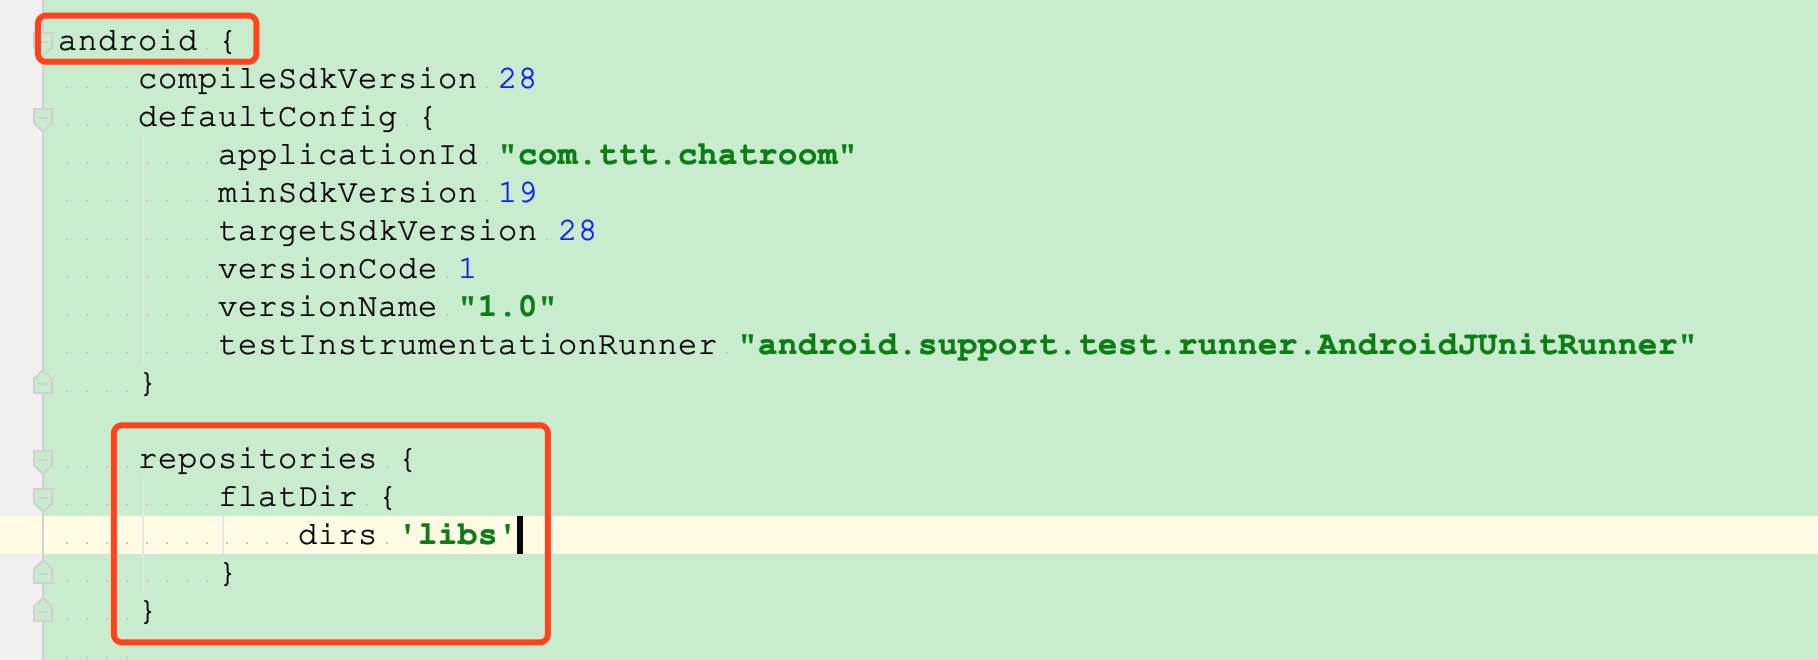 android {
compileSdkVersion 28
defaultConfig {
applicationId "com.ttt.chatroom"
minSdkVersion 19
targetSdkVersion 28
versionCode 1
versionName "1.0"
testInstrumentationRunner "android.support.test.runner.AndroidJUnitRunner"
}
repositories {
flatDir {
dirs 'libs'
}
}